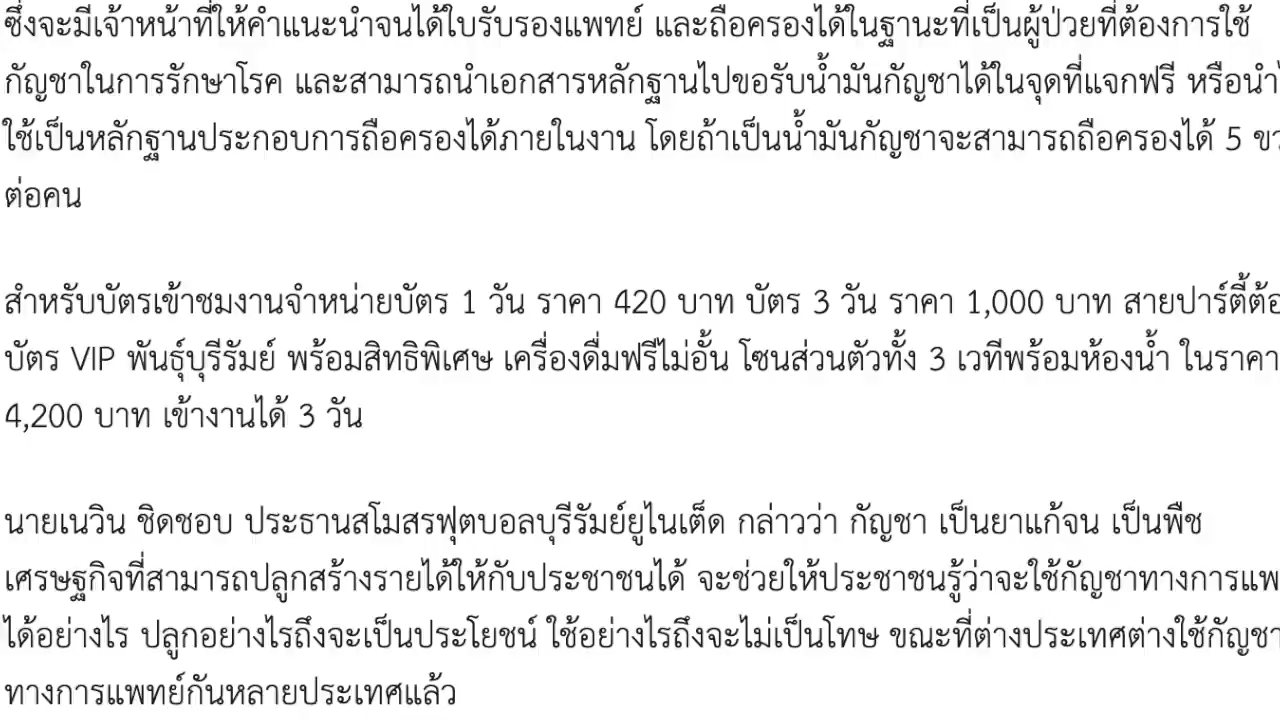 ซึ่งจะมีเจ้าหน้าที่ให้คำแนะนำจนได้ใบรับรองแพทย์ และถือครองได้ในฐานะที่เป็นผู้ป่วยที่ต้องการใช้
กัญชาในการรักษาโรค และสามารถนำเอกสารหลักฐานไปขอรับน้ำมันกัญชาได้ในจุดที่แจกฟรี หรือนำ
ใช้เป็นหลักฐานประกอบการถือครองได้ภายในงาน โดยถ้าเป็นน้ำมันกัญชาจะสามารถถือครองได้ 5
ต่อคน
สำหรับบัตรเข้าชมงานจำหน่ายบัตร 1 วัน ราคา 420 บาท บัตร 3 วัน ราคา 1,000 บาท สายปาร์ตี้
บัตร VIP พันธุ์บุรีรัมย์ พร้อมสิทธิพิเศษ เครื่องดื่มฟรีไม่อั้น โซนส่วนตัวทั้ง 3 เวทีพร้อมห้องน้ำ ในราคา
4,200 บาท เข้างานได้ 3 วัน
นายเนวิน ชิดชอบ ประธานสโมสรฟุตบอลบุรีรัมย์ยูไนเต็ด กล่าวว่า กัญชา เป็นยาแก้จน เป็นพืช
เศรษฐกิจที่สามารถปลูกสร้างรายได้ให้กับประชาชนได้ จะช่วยให้ประชาชนรู้ว่าจะใช้กัญชาทางการแพ
ได้อย่างไร ปลูกอย่างไรถึงจะเป็นประโยชน์ ใช้อย่างไรถึงจะไม่เป็นโทษ ขณะที่ต่างประเทศต่างใช้กัญชา
ทางการแพทย์กันหลายประเทศแล้ว